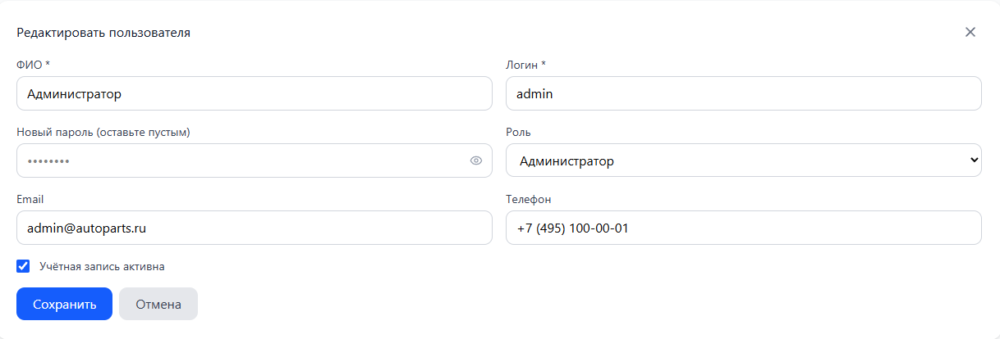 Редактировать пользователя
ФИО *
Логин *
Администратор
admin
Новый пароль (оставьте пустым)
Роль
••••••••
Администратор
Email
Телефон
admin@autoparts.ru
+7 (495) 100-00-01
Учётная запись активна
Сохранить
Отмена